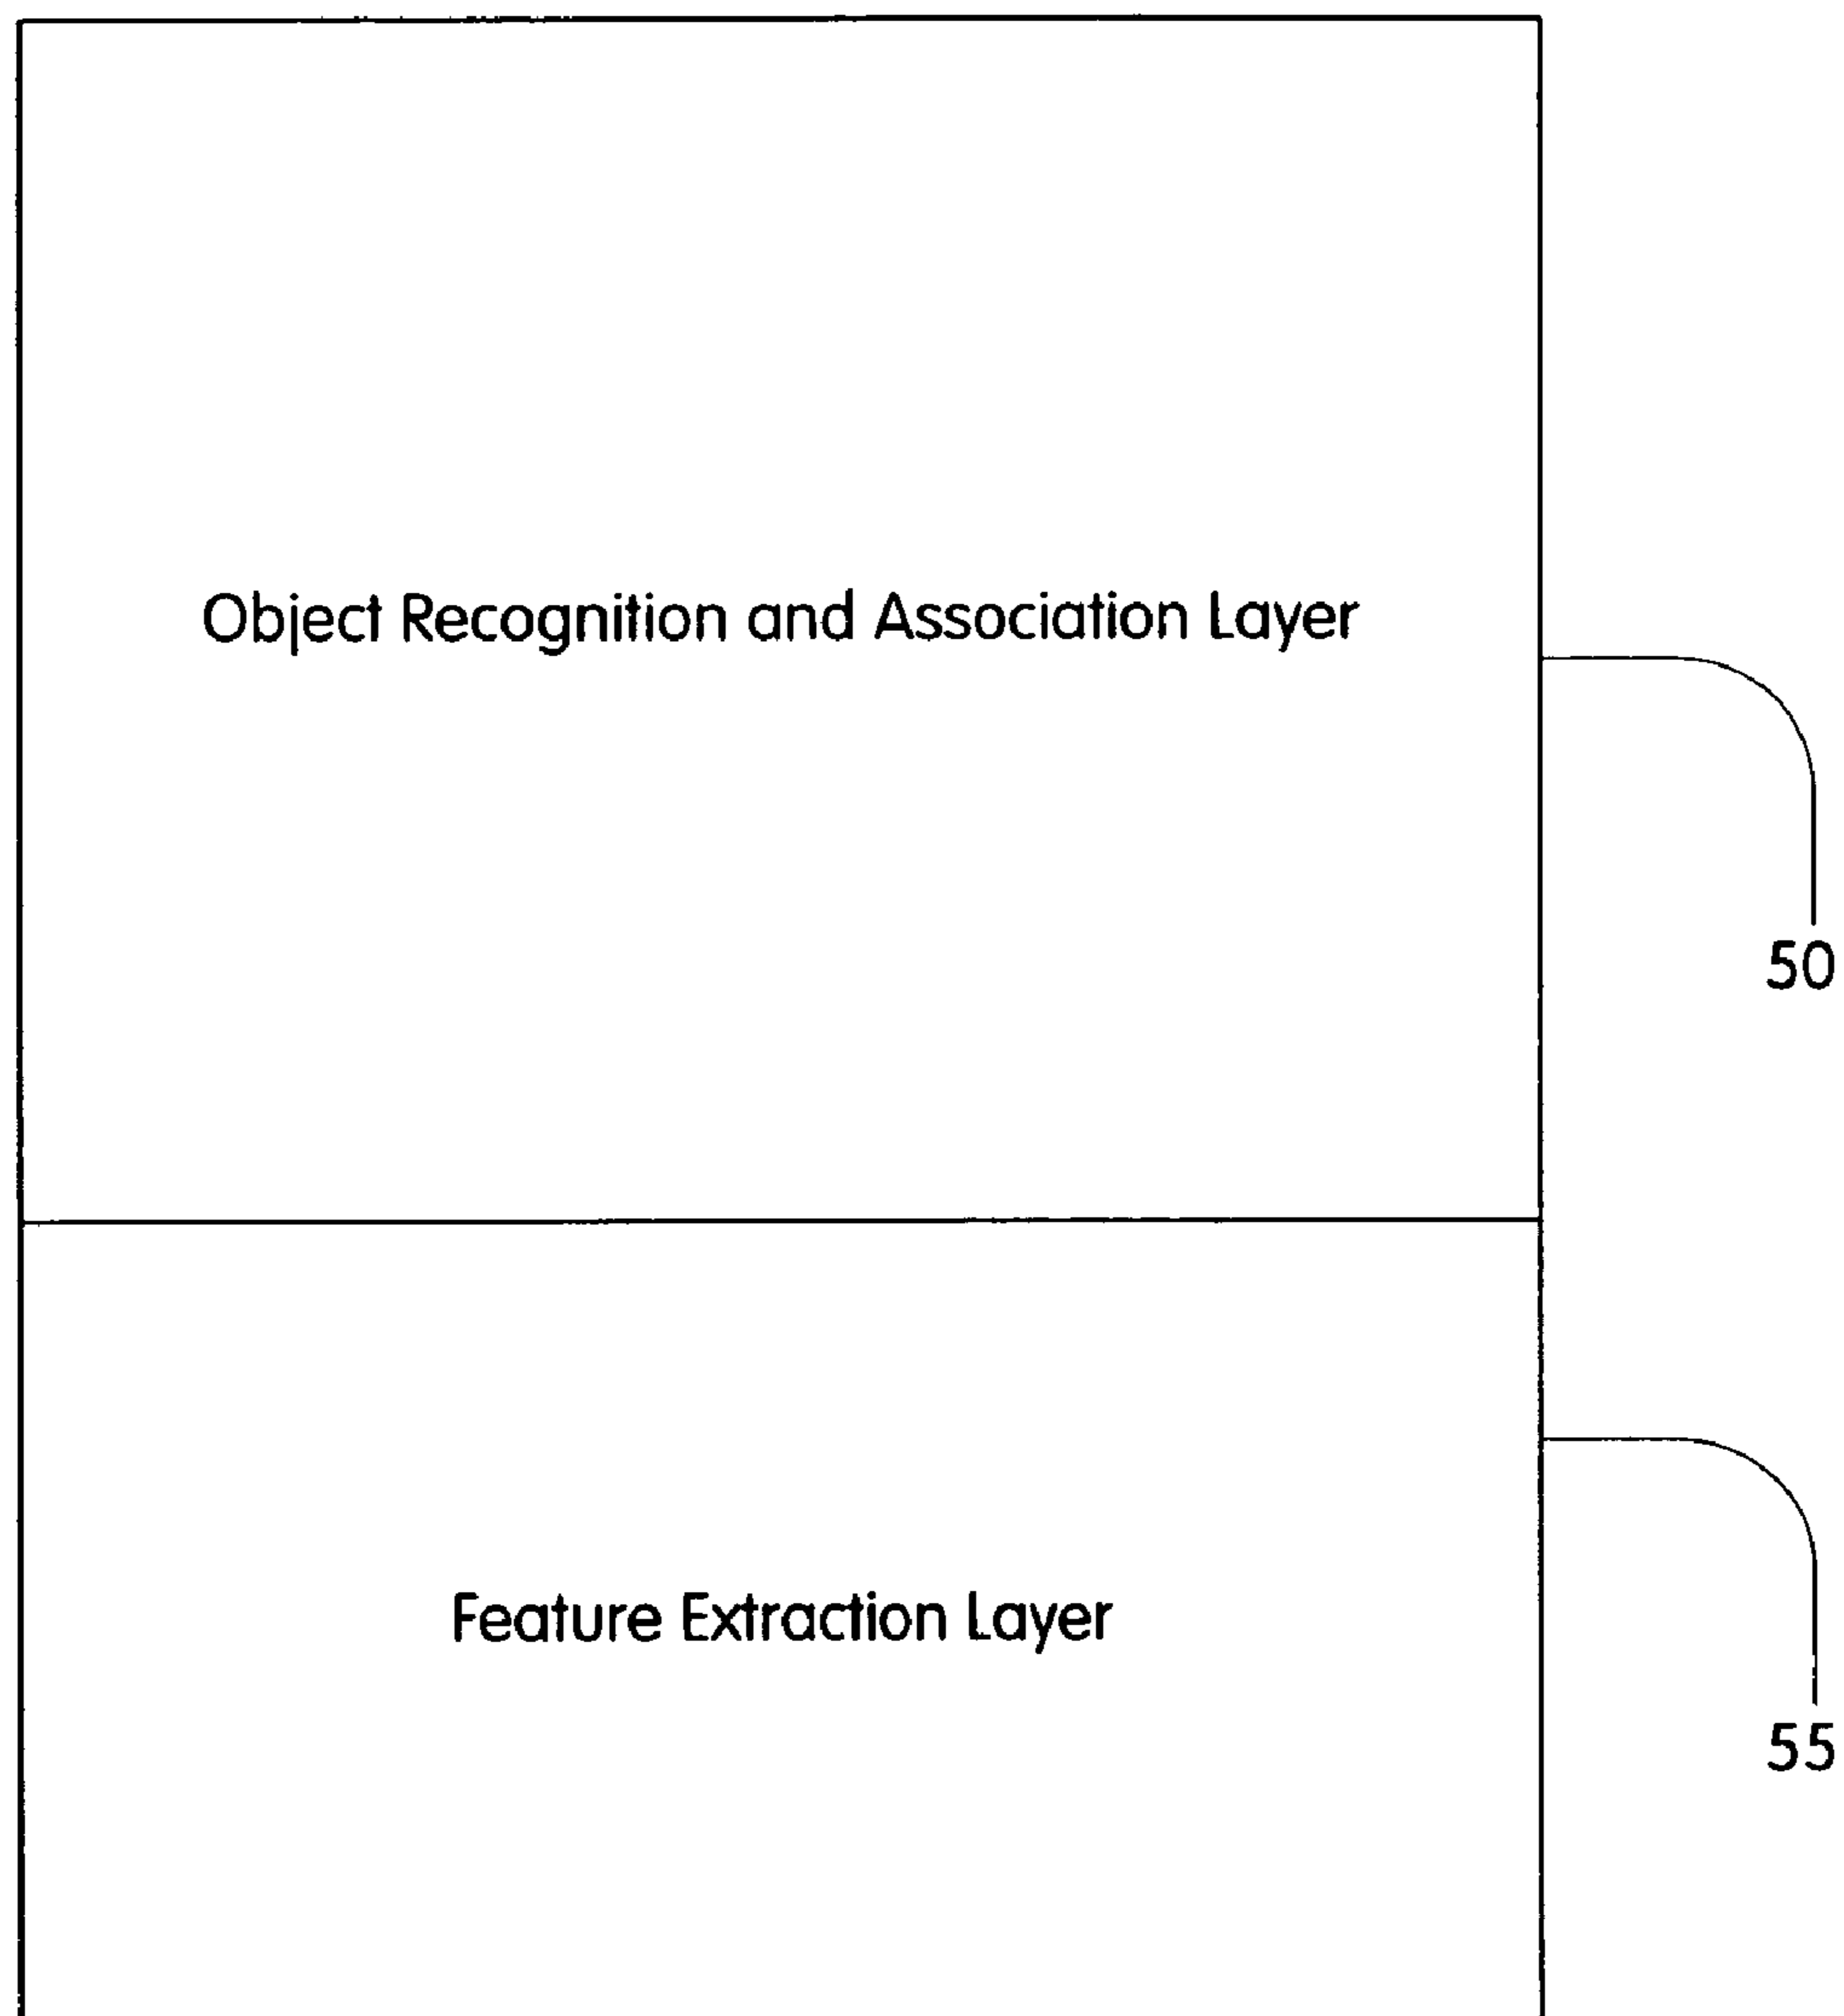 Object Recognition and Association Layer
50
Feature Extraction Layer
55